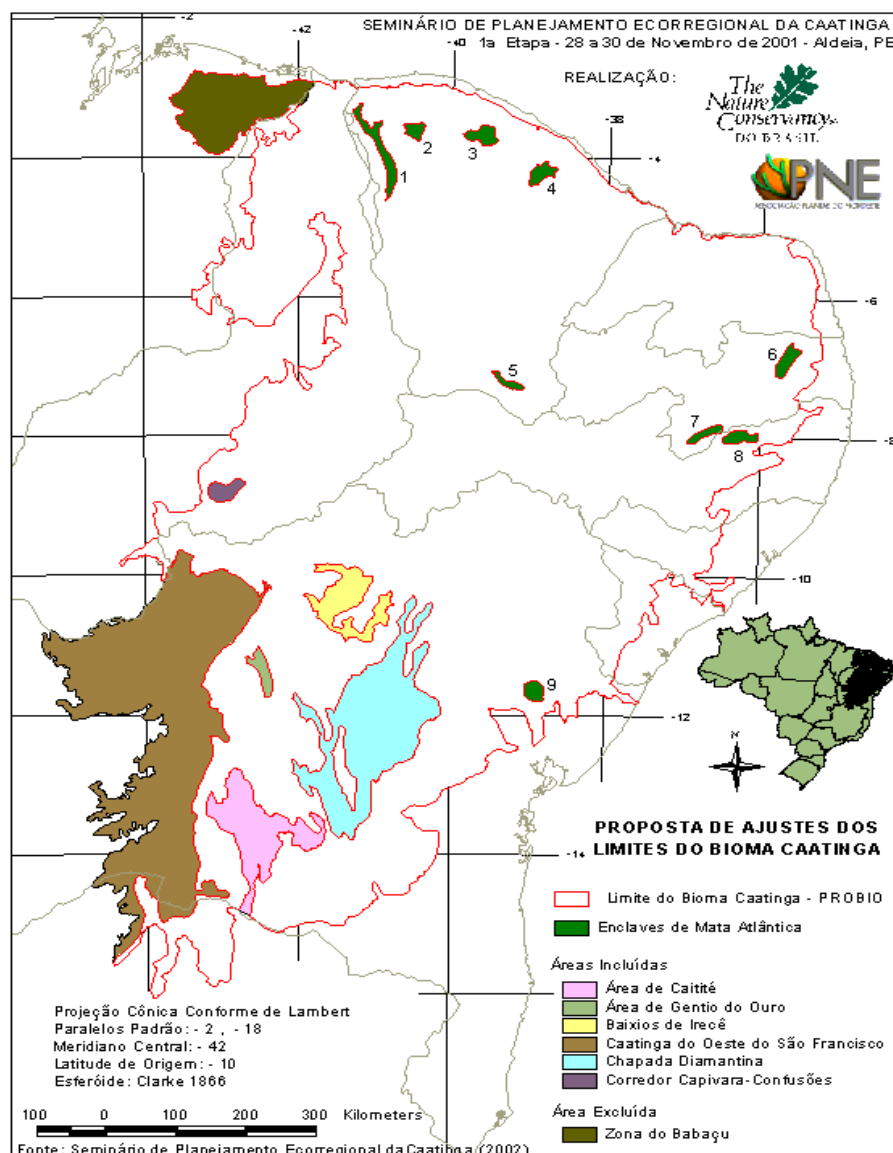 SEMINÁRIO DE PLANEJAMENTO ECORREGIONAL DA CAATINGA
1a Etapa - 28 a 30 de Novembro de 2001 - Aldeia, PE
REALIZAÇÃO:
The
Nature
Conservancy®
DO BRASIL
PNE
ASSOCIAÇÃO PLANTAS DO NORDESTE
-2
-42
-40
-38
-4
-6
-8
-10
-12
-14
1
2
3
4
5
6
7
8
9
N
PROPOSTA DE AJUSTES DOS
LIMITES DO BIOMA CAATINGA
Limite do Bioma Caatinga - PROBIO
Enclaves de Mata Atlântica
Áreas Incluídas
Área de Caitité
Área de Gentio do Ouro
Baixios de Irecê
Caatinga do Oeste do São Francisco
Chapada Diamantina
Corredor Capivara-Confusões
Área Excluída
Zona do Babaçu
Projeção Cônica Conforme de Lambert
Paralelos Padrão: - 2 , - 18
Meridiano Central: - 42
Latitude de Origem: - 10
Esferóide: Clarke 1866
100 0 100 200 300 Kilometers
Fonte: Seminário de Planejamento Ecorregional da Caatinga (2002)